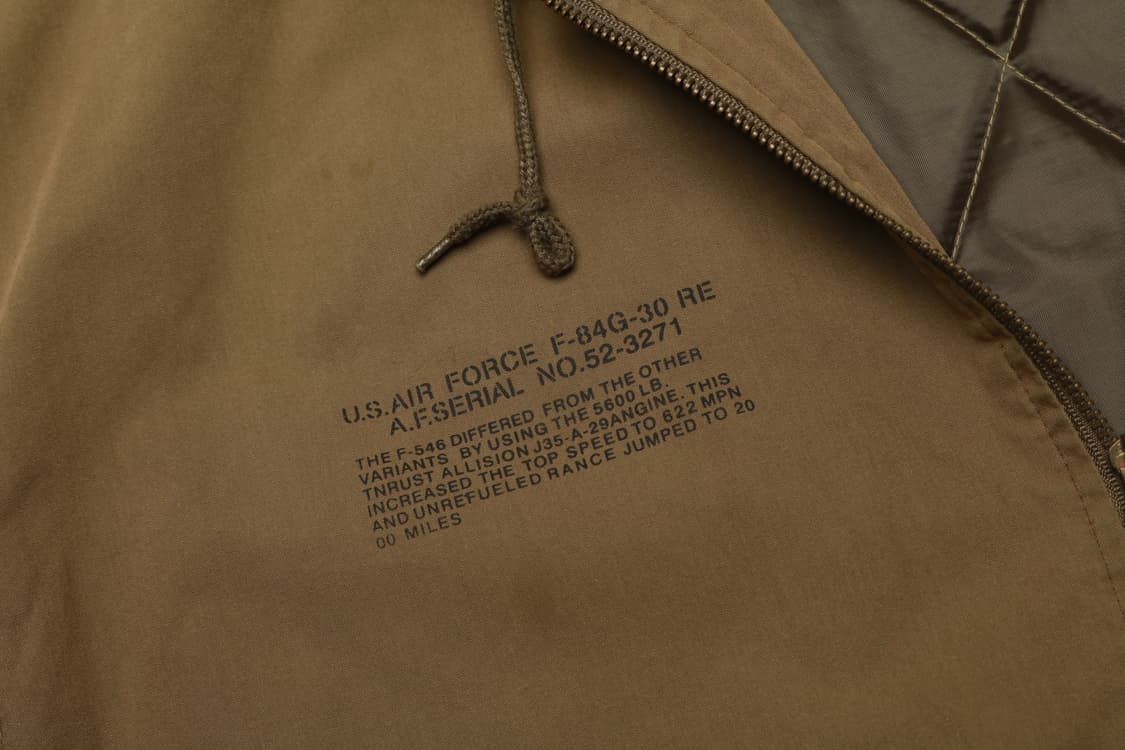 U.S.AIR FORCE F-84G-30 RE
A.F.SERIAL NO.52-3271
THE F-546 DIFFERED FROM THE OTHER
VARIANTS BY USING THE 5600 LB.
TNRUST ALLISION J35-A-29ANGINE. THIS
INCREASED THE TOP SPEED TO 622 MPN
AND UNREFUELED RANCE JUMPED TO 20
00 MILES